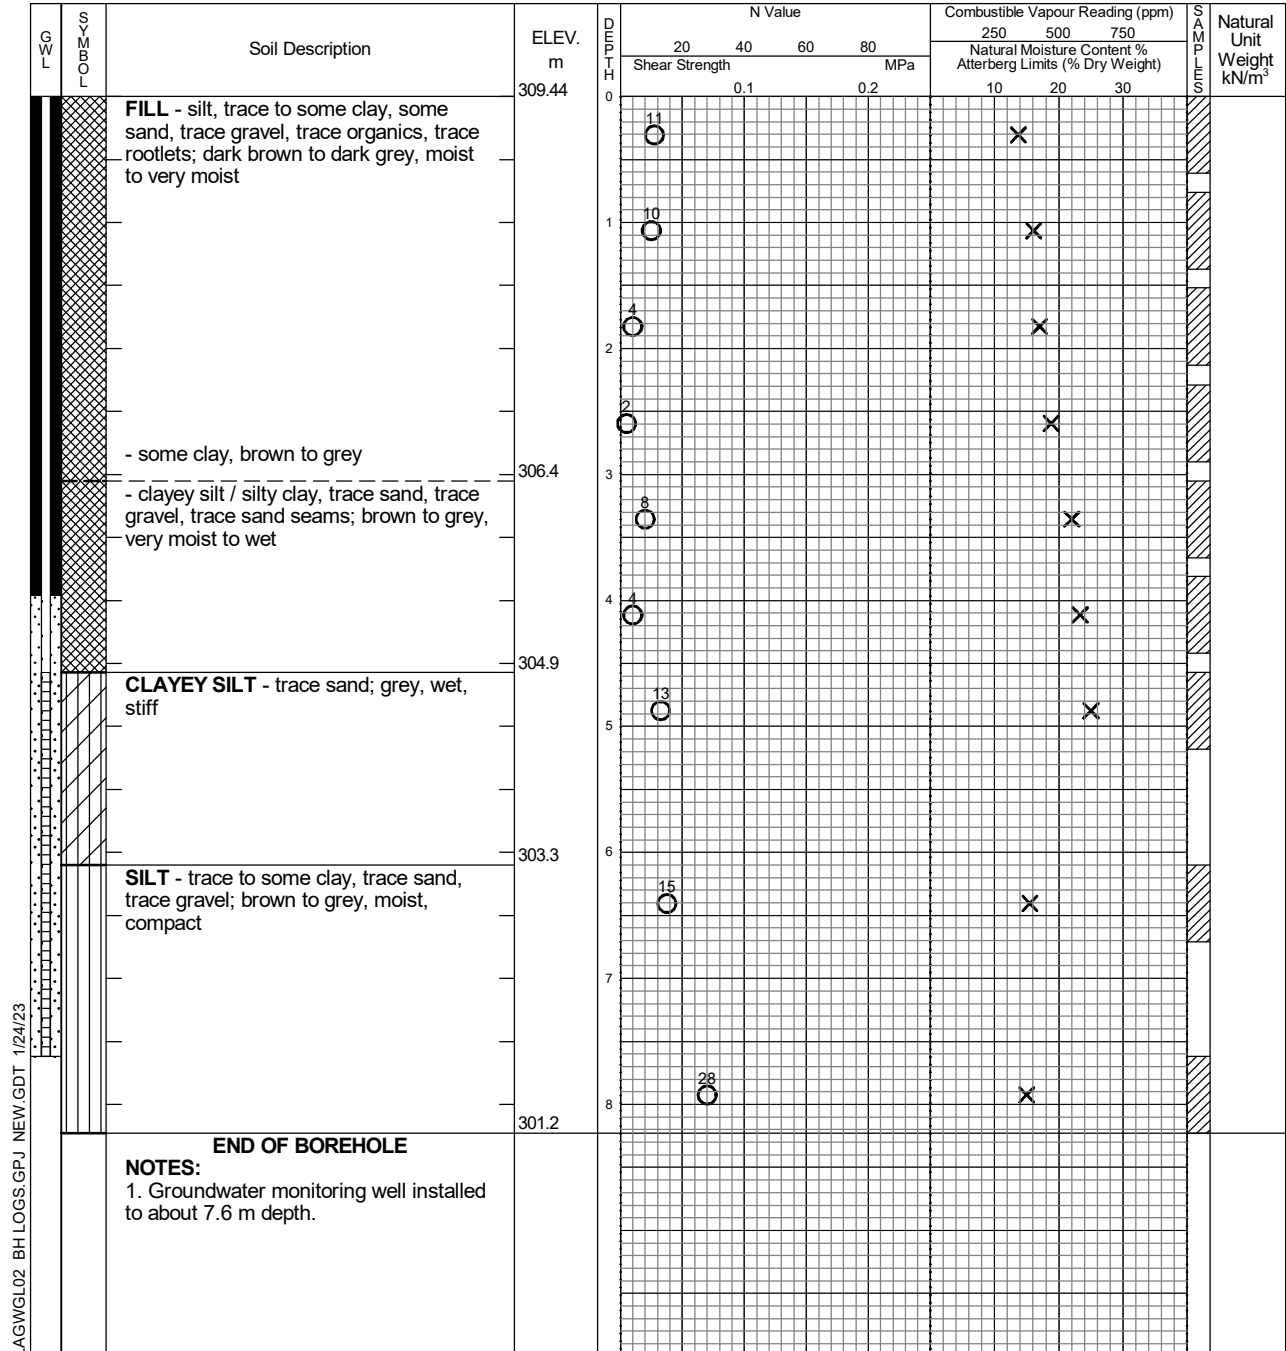 GWL
SYMBOL
Soil Description
ELEV.
m
309.44
DEPTH
N Value
20 40 60 80
Shear Strength MPa
0.1 0.2
Combustible Vapour Reading (ppm)
250 500 750
Natural Moisture Content %
Atterberg Limits (% Dry Weight)
10 20 30
SAMPLES
Natural
Unit
Weight
kN/m³
0
FILL - silt, trace to some clay, some
sand, trace gravel, trace organics, trace
rootlets; dark brown to dark grey, moist
to very moist
11
1
10
4
2
2
- some clay, brown to grey
306.4
3
- clayey silt / silty clay, trace sand, trace
gravel, trace sand seams; brown to grey,
very moist to wet
8
4
4
304.9
CLAYEY SILT - trace sand; grey, wet,
stiff
13
5
303.3
6
SILT - trace to some clay, trace sand,
trace gravel; brown to grey, moist,
compact
15
7
28
8
301.2
END OF BOREHOLE
NOTES:
1. Groundwater monitoring well installed
to about 7.6 m depth.
AGWGL02 BH LOGS.GPJ NEW.GDT 1/24/23